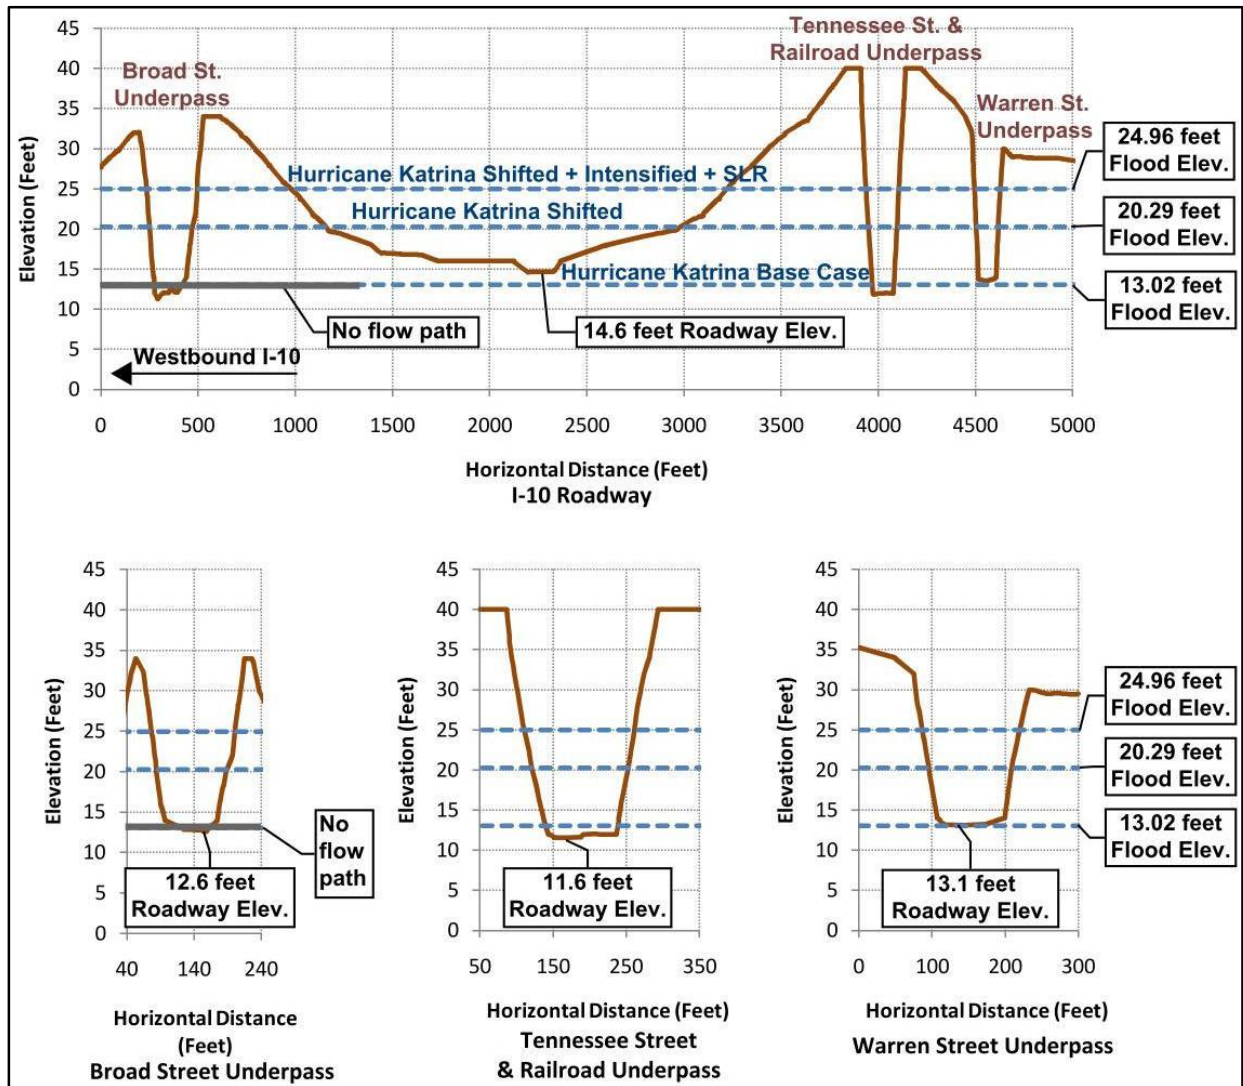 Tennessee St. &
Railroad Underpass
Broad St.
Underpass
Warren St.
Underpass
45
40
35
30
25
20
15
10
5
0
Elevation (Feet)
Hurricane Katrina Shifted + Intensified + SLR
Hurricane Katrina Shifted
Hurricane Katrina Base Case
24.96 feet
Flood Elev.
20.29 feet
Flood Elev.
13.02 feet
Flood Elev.
No flow path
14.6 feet Roadway Elev.
Westbound I-10
0 500 1000 1500 2000 2500 3000 3500 4000 4500 5000
Horizontal Distance (Feet)
I-10 Roadway
45
40
35
30
25
20
15
10
5
0
Elevation (Feet)
No
flow
path
12.6 feet
Roadway Elev.
40 140 240
Horizontal Distance
(Feet)
Broad Street Underpass
45
40
35
30
25
20
15
10
5
0
Elevation (Feet)
11.6 feet
Roadway Elev.
50 150 250 350
Horizontal Distance (Feet)
Tennessee Street
& Railroad Underpass
45
40
35
30
25
20
15
10
5
0
Elevation (Feet)
24.96 feet
Flood Elev.
20.29 feet
Flood Elev.
13.02 feet
Flood Elev.
13.1 feet
Roadway Elev.
0 100 200 300
Horizontal Distance (Feet)
Warren Street Underpass